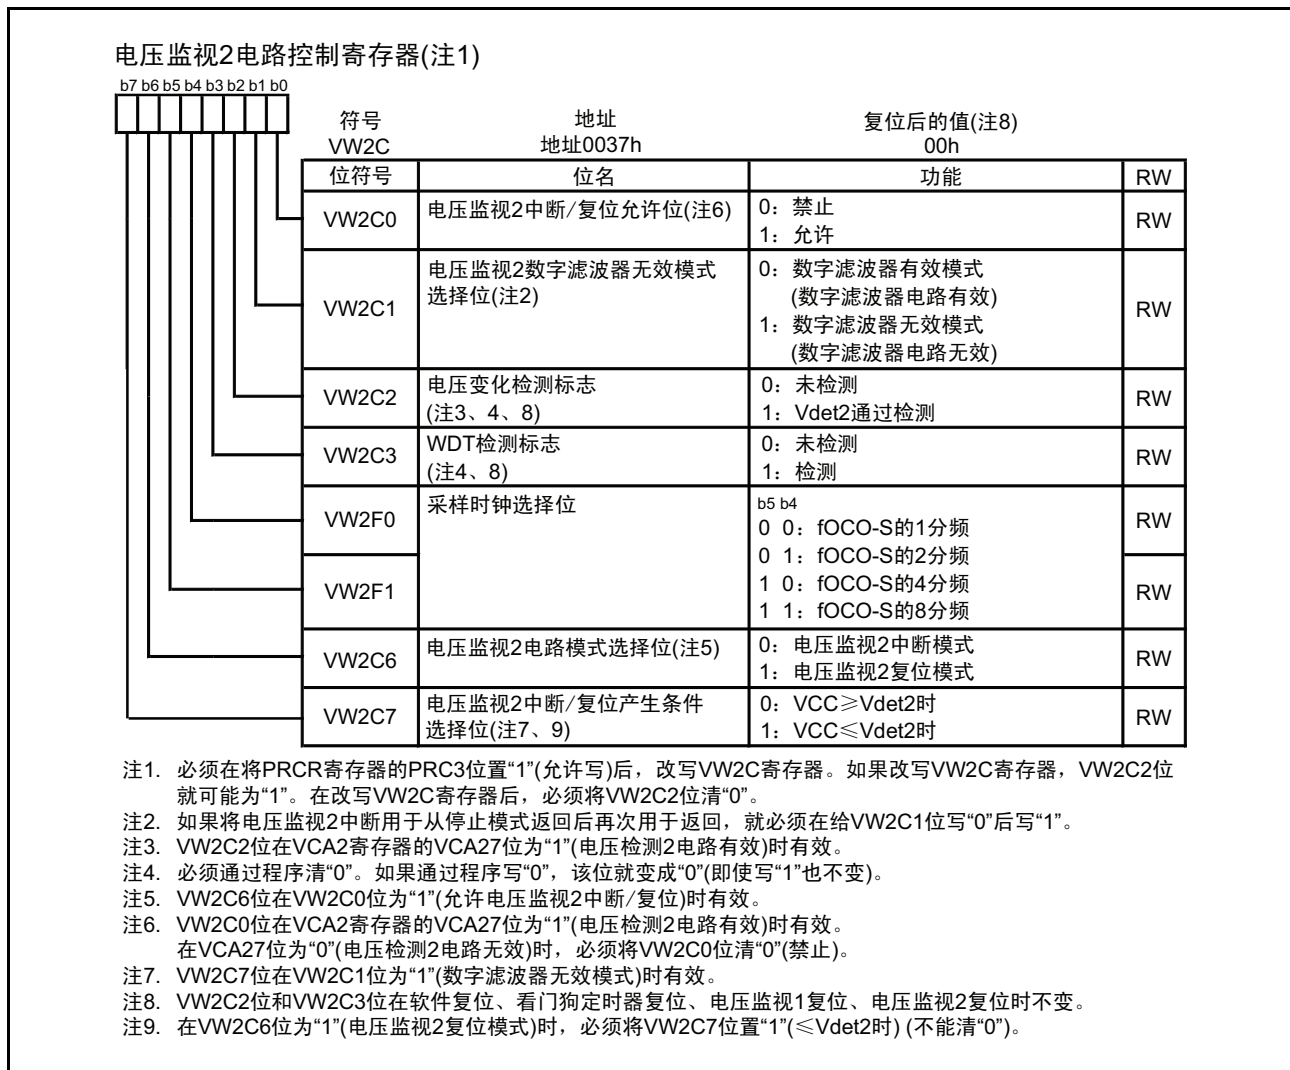 电压监视2电路控制寄存器(注1)
b7 b6 b5 b4 b3 b2 b1 b0
符号 地址 复位后的值(注8)
VW2C 地址0037h 00h
位符号 位名 功能 RW
VW2C0 电压监视2中断/复位允许位(注6) 0：禁止 RW
1：允许
VW2C1 电压监视2数字滤波器无效模式 0：数字滤波器有效模式 RW
选择位(注2) (数字滤波器电路有效)
1：数字滤波器无效模式
(数字滤波器电路无效)
VW2C2 电压变化检测标志 0：未检测 RW
(注3、4、8) 1：Vdet2通过检测
VW2C3 WDT检测标志 0：未检测 RW
(注4、8) 1：检测
VW2F0 采样时钟选择位 b5 b4 RW
0 0：fOCO-S的1分频
0 1：fOCO-S的2分频
VW2F1 1 0：fOCO-S的4分频 RW
1 1：fOCO-S的8分频
VW2C6 电压监视2电路模式选择位(注5) 0：电压监视2中断模式 RW
1：电压监视2复位模式
VW2C7 电压监视2中断/复位产生条件 0：VCC≧Vdet2时 RW
选择位(注7、9) 1：VCC≦Vdet2时
注1. 必须在将PRCR寄存器的PRC3位置“1”(允许写)后，改写VW2C寄存器。如果改写VW2C寄存器，VW2C2位
就可能为“1”。在改写VW2C寄存器后，必须将VW2C2位清“0”。
注2. 如果将电压监视2中断用于从停止模式返回后再次用于返回，就必须在给VW2C1位写“0”后写“1”。
注3. VW2C2位在VCA2寄存器的VCA27位为“1”(电压检测2电路有效)时有效。
注4. 必须通过程序清“0”。如果通过程序写“0”，该位就变成“0”(即使写“1”也不变)。
注5. VW2C6位在VW2C0位为“1”(允许电压监视2中断/复位)时有效。
注6. VW2C0位在VCA2寄存器的VCA27位为“1”(电压检测2电路有效)时有效。
在VCA27位为“0”(电压检测2电路无效)时，必须将VW2C0位清“0”(禁止)。
注7. VW2C7位在VW2C1位为“1”(数字滤波器无效模式)时有效。
注8. VW2C2位和VW2C3位在软件复位、看门狗定时器复位、电压监视1复位、电压监视2复位时不变。
注9. 在VW2C6位为“1”(电压监视2复位模式)时，必须将VW2C7位置“1”(≦Vdet2时) (不能清“0”)。